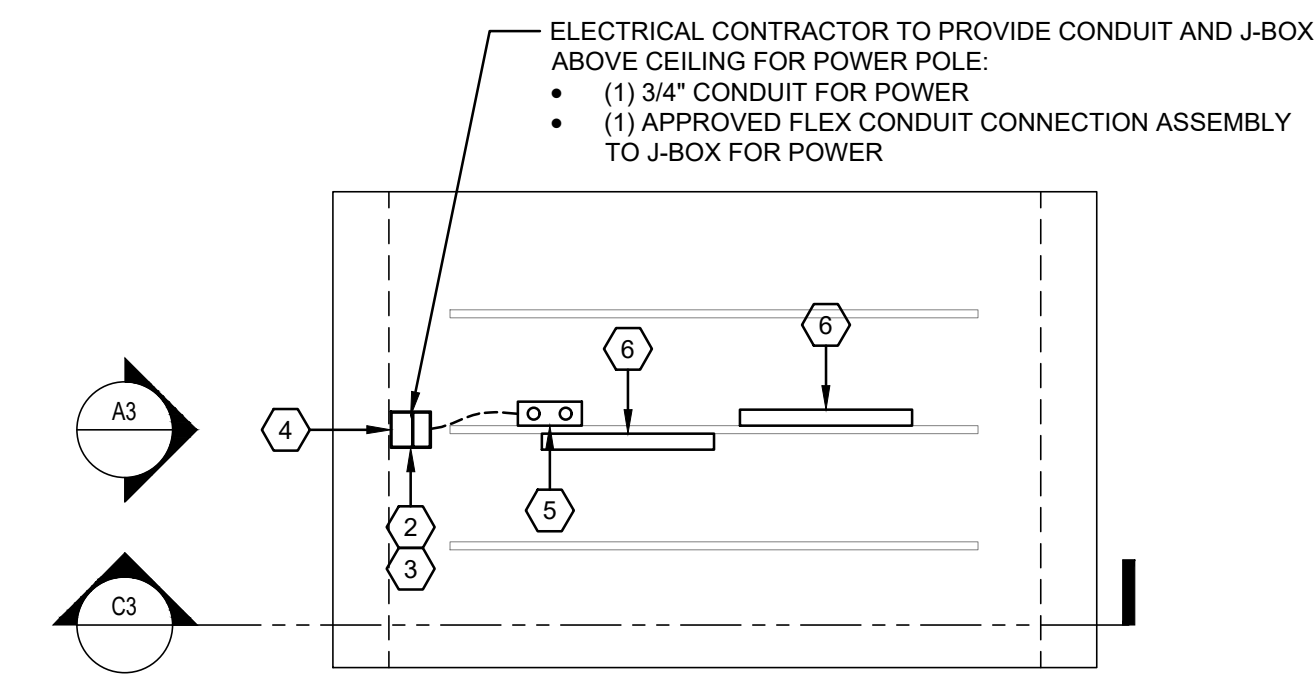 ELECTRICAL CONTRACTOR TO PROVIDE CONDUIT AND J-BOX
ABOVE CEILING FOR POWER POLE:
• (1) 3/4" CONDUIT FOR POWER
• (1) APPROVED FLEX CONDUIT CONNECTION ASSEMBLY
TO J-BOX FOR POWER
6
6
A3
4
5
2
3
C3